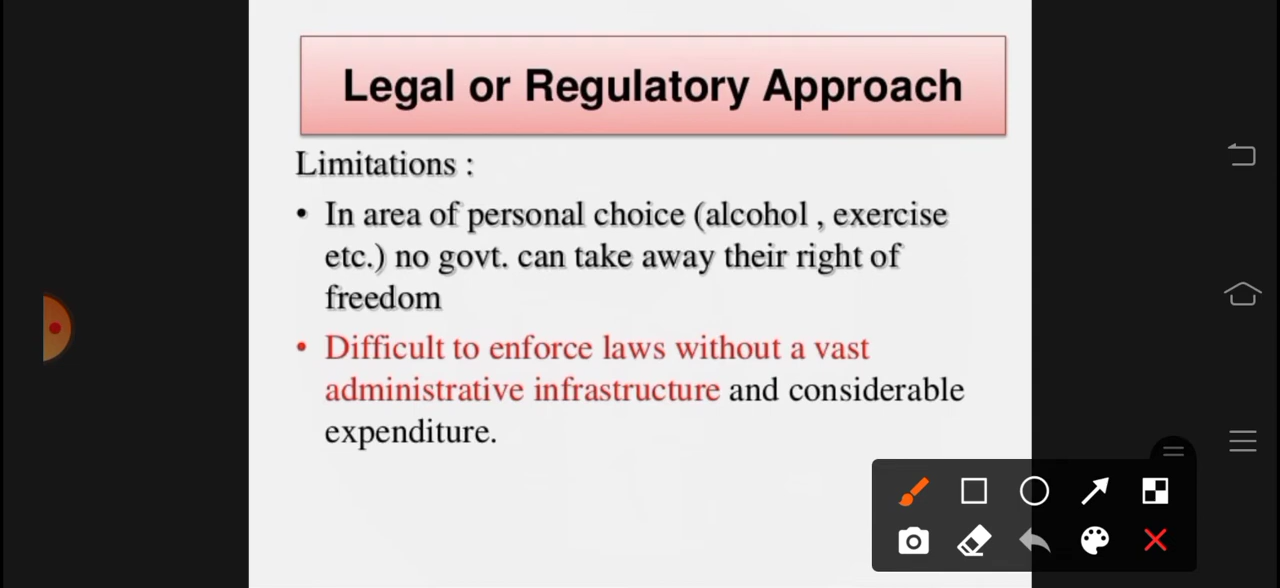 Legal or Regulatory Approach
Limitations :
• In area of personal choice (alcohol , exercise
etc.) no govt. can take away their right of
freedom
• Difficult to enforce laws without a vast
administrative infrastructure and considerable
expenditure.